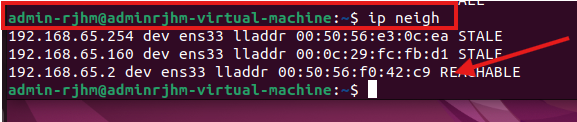 admin-rjhm@adminrjhm-virtual-machine:~$ ip neigh
192.168.65.254 dev ens33 lladdr 00:50:56:e3:0c:ea STALE
192.168.65.160 dev ens33 lladdr 00:0c:29:fc:fb:d1 STALE
192.168.65.2 dev ens33 lladdr 00:50:56:f0:42:c9 REACHABLE
admin-rjhm@adminrjhm-virtual-machine:~$